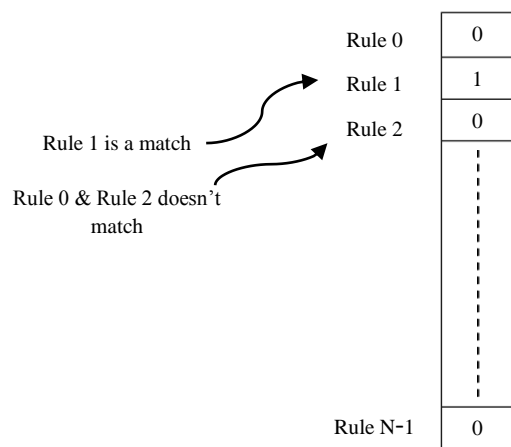 Rule 0 0
Rule 1 1
Rule 2 0
Rule 1 is a match
Rule 0 & Rule 2 doesn't
match
Rule N-1 0